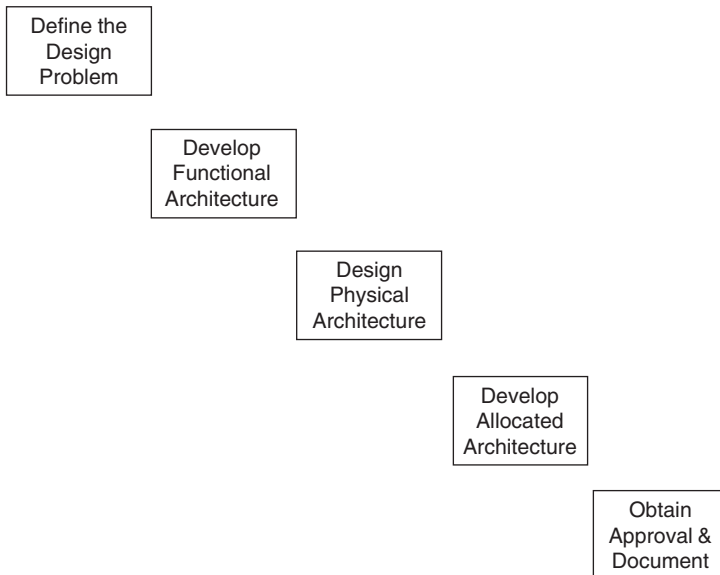 Define the
Design
Problem
Develop
Functional
Architecture
Design
Physical
Architecture
Develop
Allocated
Architecture
Obtain
Approval &
Document